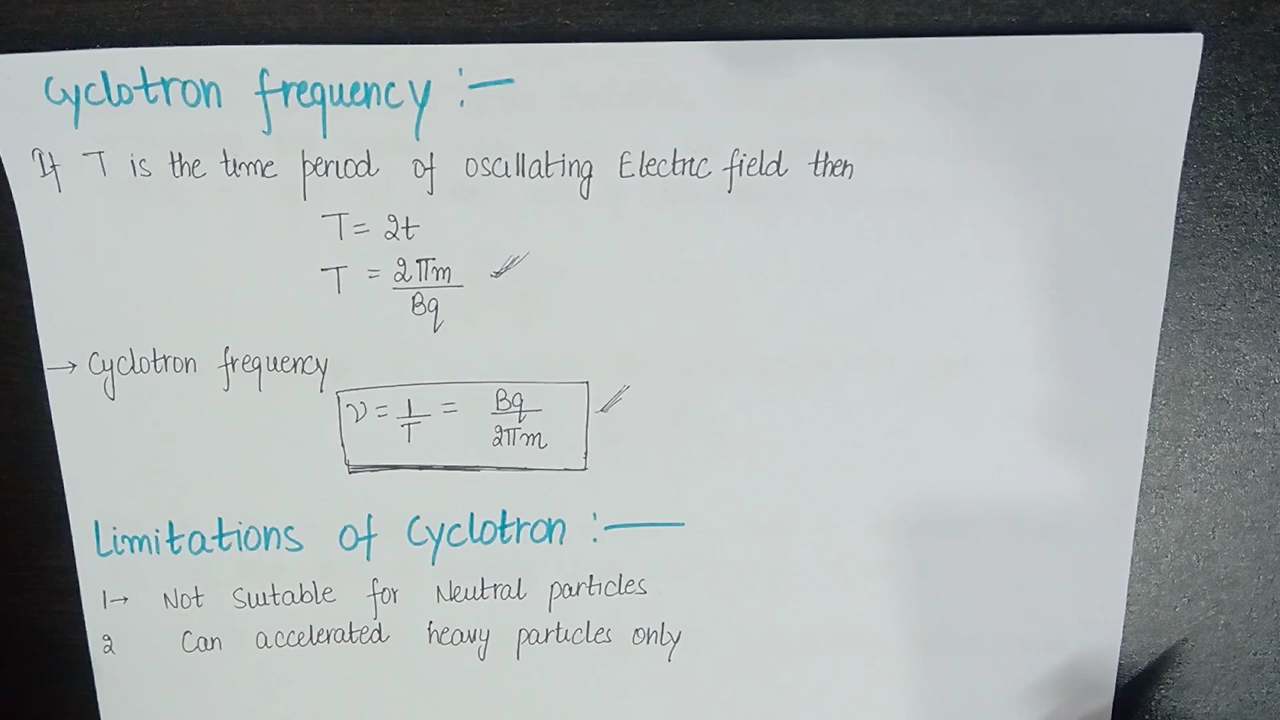 Cyclotron frequency :—
If T is the time period of oscillating Electric field then
T = 2t
T = 2πm / Bq
→ Cyclotron frequency
ν = 1/T = Bq / 2πm
Limitations of Cyclotron :—
1→ Not suitable for Neutral particles
2 Can accelerated heavy particles only